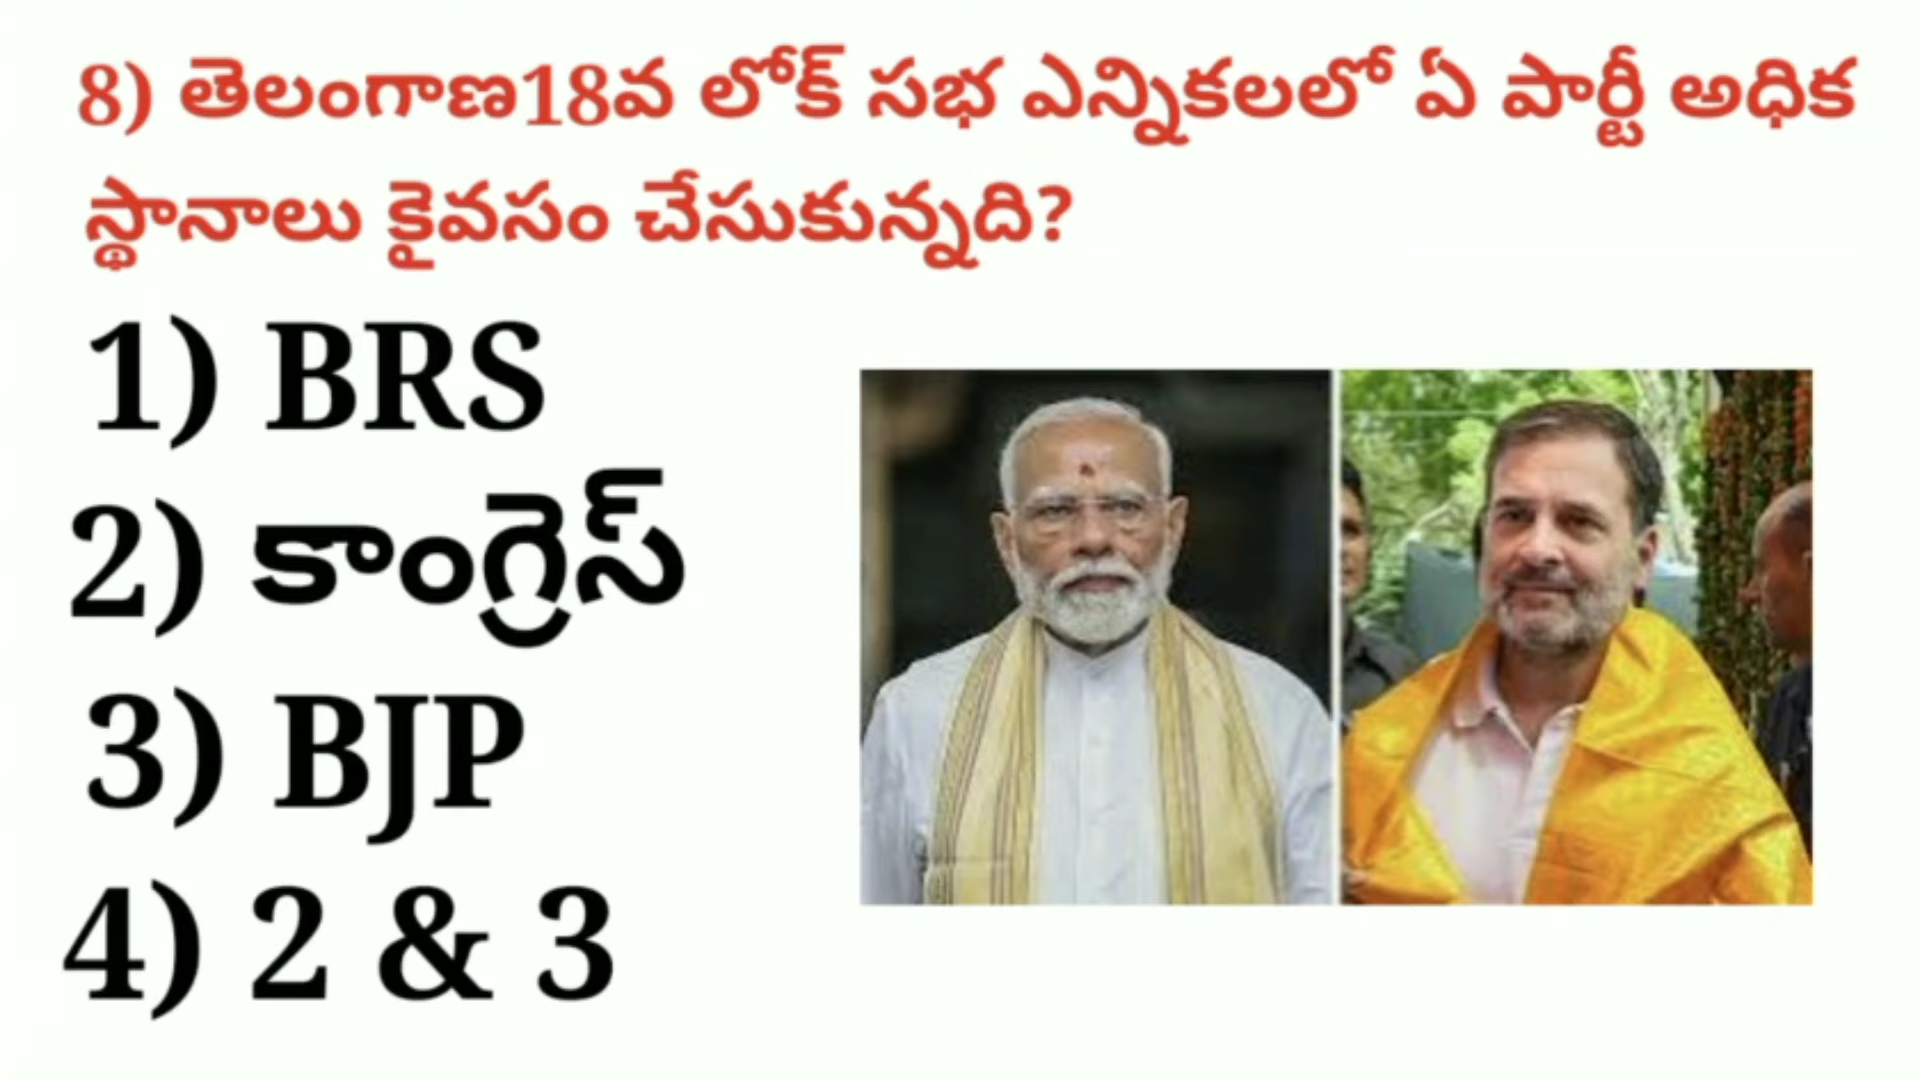 8) తెలంగాణ18వ లోక్ సభ ఎన్నికలలో ఏ పార్టీ అధిక
స్థానాలు కైవసం చేసుకున్నది?
1) BRS
2) కాంగ్రెస్
3) BJP
4) 2 & 3